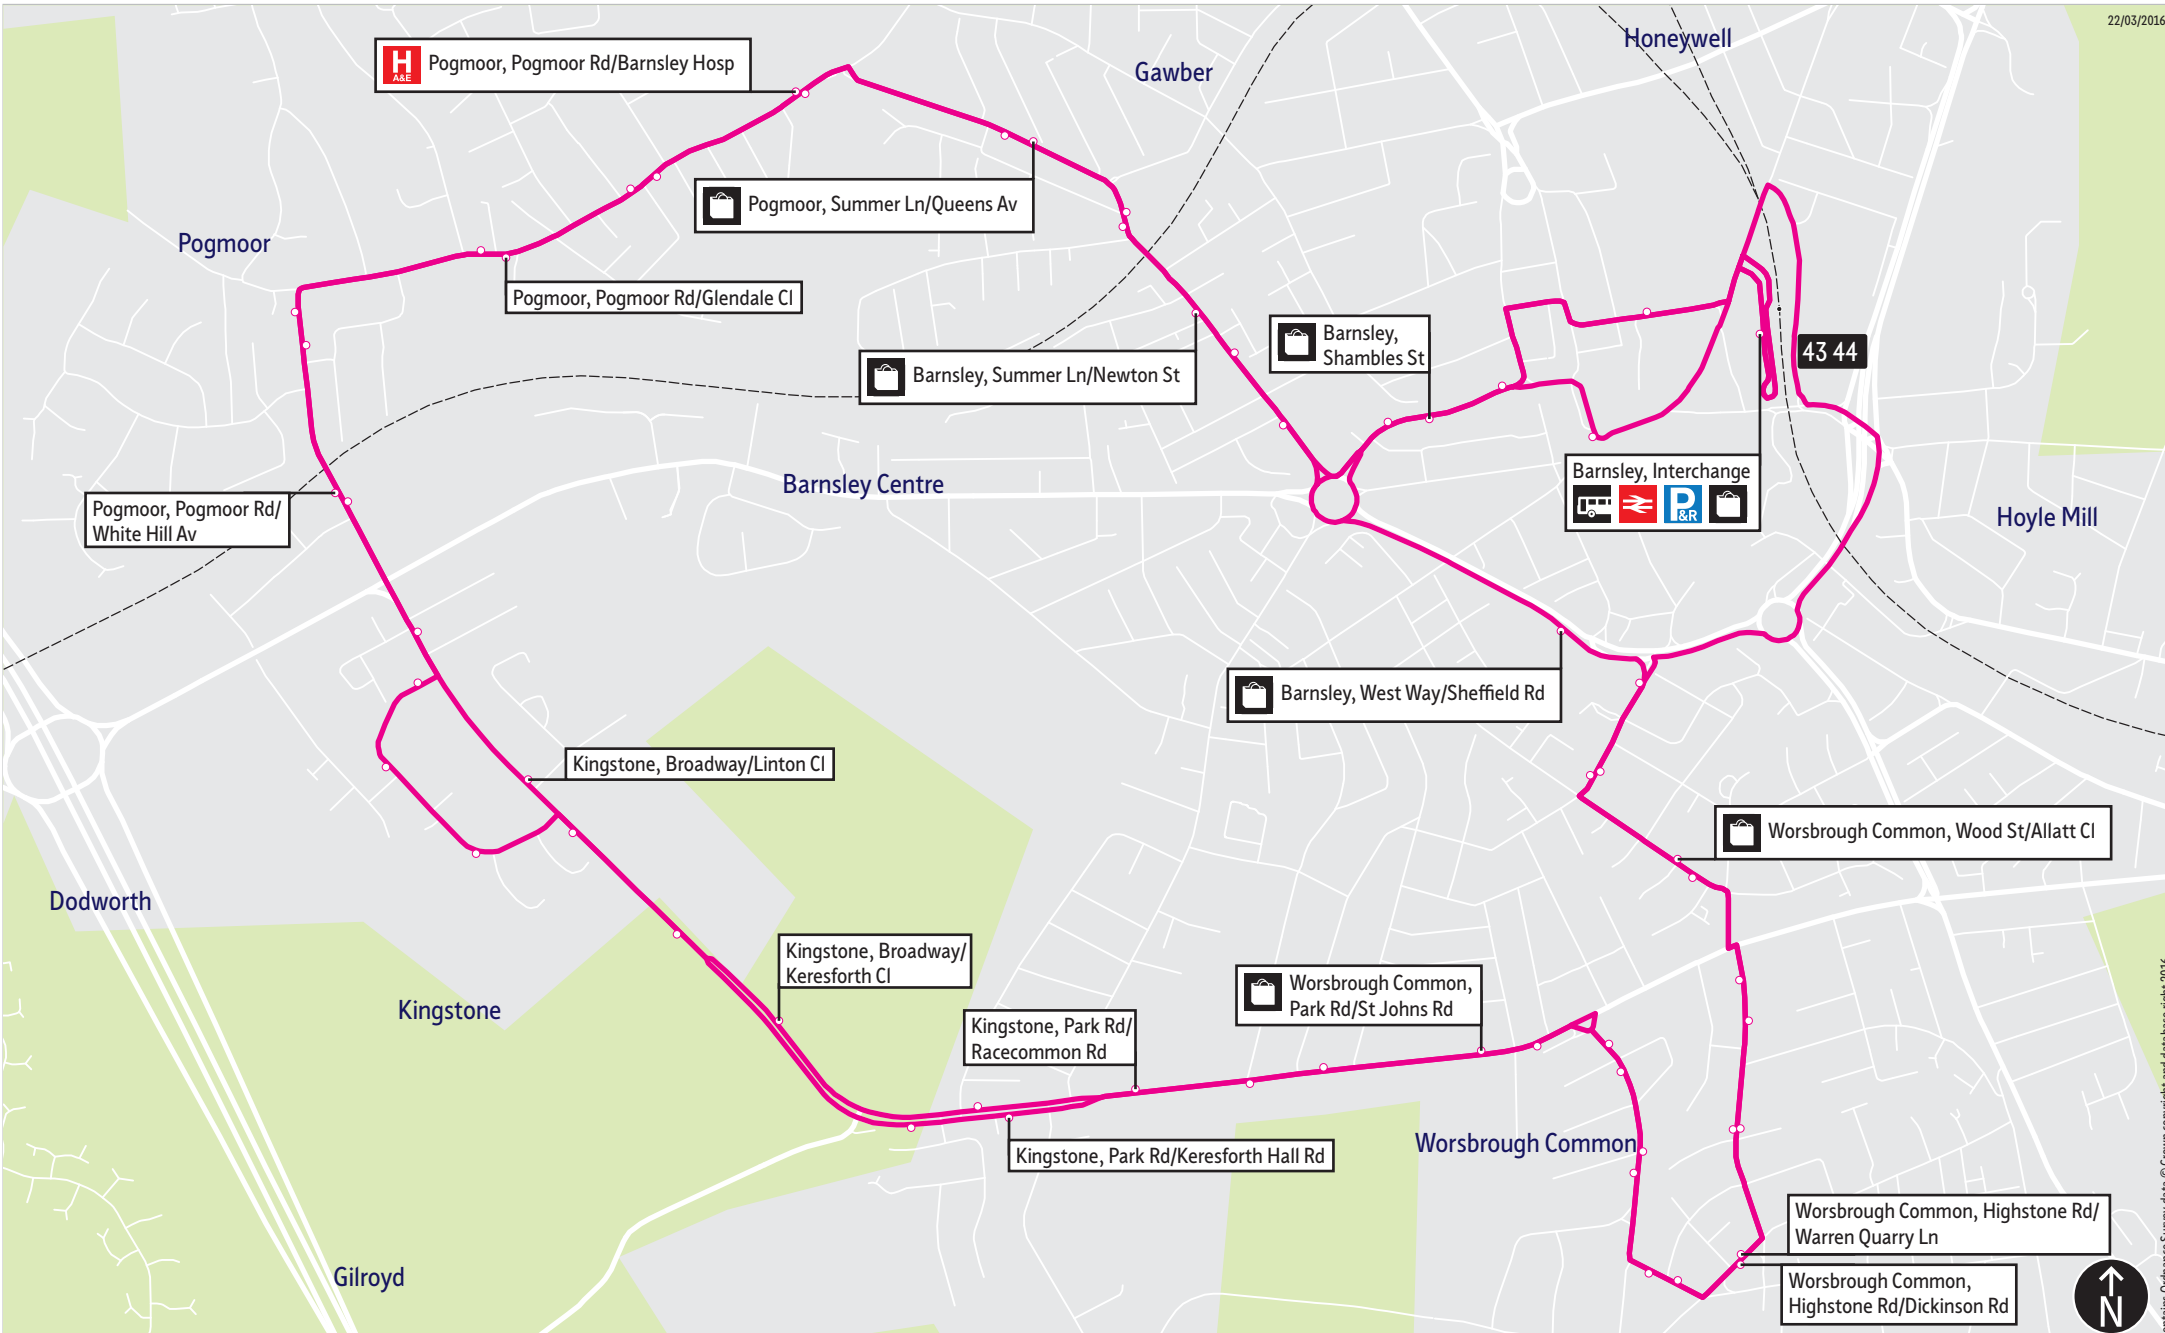 22/03/2016
Honeywell
H
A&E
Pogmoor, Pogmoor Rd/Barnsley Hosp
Gawber
Pogmoor, Summer Ln/Queens Av
Pogmoor
Pogmoor, Pogmoor Rd/Glendale Cl
Barnsley,
Shambles St
43 44
Barnsley, Summer Ln/Newton St
Barnsley, Interchange
P
&R
Barnsley Centre
Pogmoor, Pogmoor Rd/
White Hill Av
Hoyle Mill
Barnsley, West Way/Sheffield Rd
Kingstone, Broadway/Linton Cl
Worsbrough Common, Wood St/Allatt Cl
Dodworth
Kingstone, Broadway/
Keresforth Cl
Worsbrough Common,
Park Rd/St Johns Rd
Kingstone
Kingstone, Park Rd/
Racecommon Rd
Worsbrough Common
Kingstone, Park Rd/Keresforth Hall Rd
Worsbrough Common, Highstone Rd/
Warren Quarry Ln
Gilroyd
Worsbrough Common,
Highstone Rd/Dickinson Rd
N